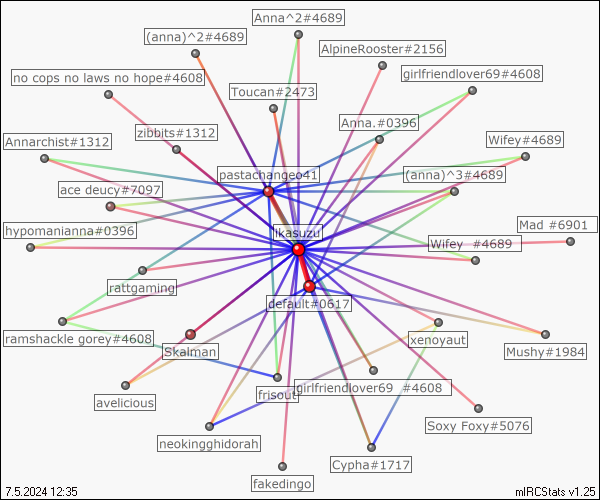 Anna^2#4689
(anna)^2#4689
AlpineRooster#2156
no cops no laws no hope#4608
girlfriendlover69#4608
Toucan#2473
Anna.#0396
zibbits#1312
Annarchist#1312
Wifey#4689
pastachangeo41
(anna)^3#4689
ace deucy#7097
hypomanianna#0396
Ikasuzu
Mad #6901
Wifey #4689
rattgaming
default#0617
ramshackle gorey#4608
Skalman
xenoyaut
Mushy#1984
frisout
girlfriendlover69 #4608
avelicious
Soxy Foxy#5076
neokingghidorah
Cypha#1717
fakedingo
7.5.2024 12:35
mIRCStats v1.25